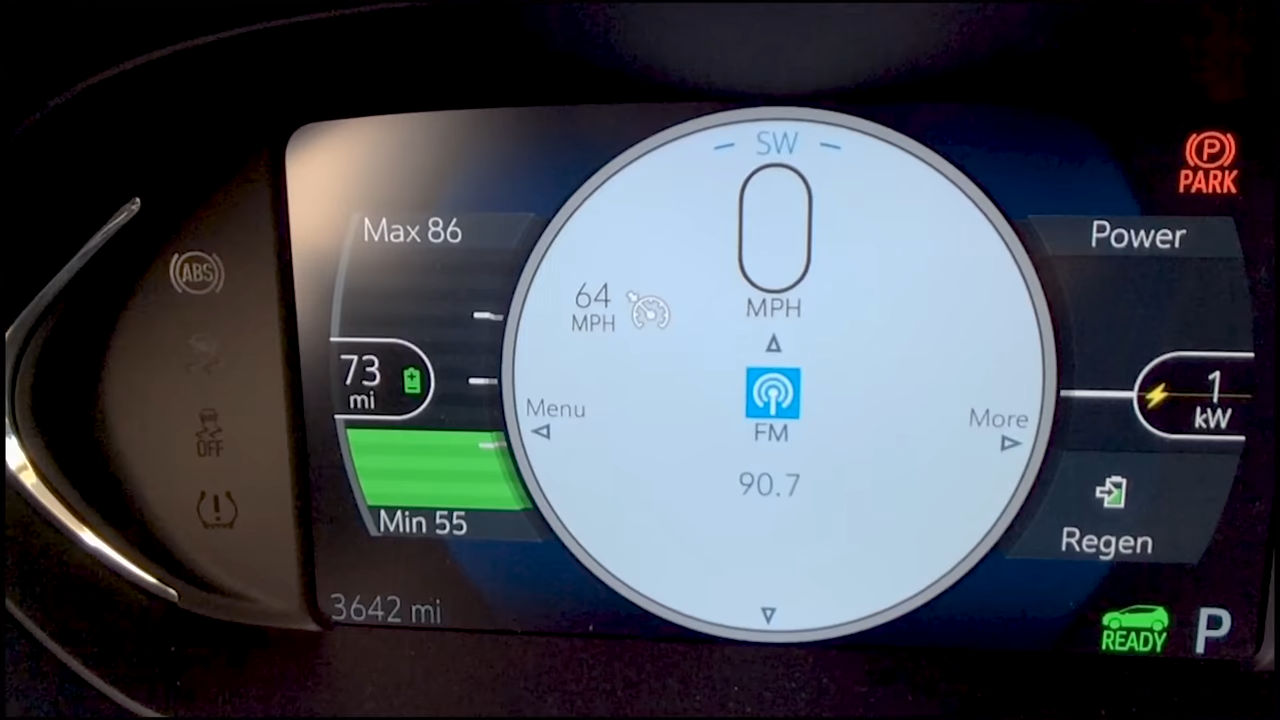 SW
PARK
Max 86
Power
ABS
64
MPH
MPH
73
mi
1
kW
Menu
More
FM
OFF
90.7
Min 55
Regen
3642 mi
READY
P